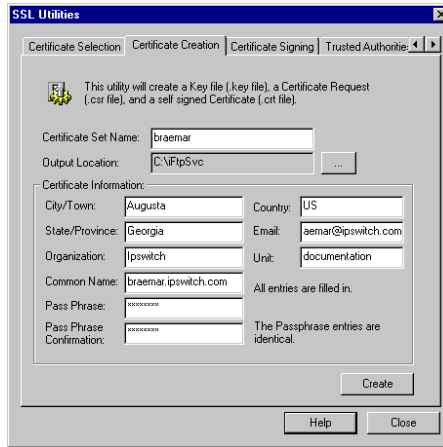 SSL Utilities
Certificate Selection Certificate Creation Certificate Signing Trusted Authorities
This utility will create a Key file (.key file), a Certificate Request
(.csr file), and a self signed Certificate (.crt file).
Certificate Set Name: braemar
Output Location: C:\iFtpSvc ...
Certificate Information:
City/Town: Augusta Country: US
State/Province: Georgia Email: aemar@ipswitch.com
Organization: Ipswitch Unit: documentation
Common Name: braemar.ipswitch.com All entries are filled in.
Pass Phrase: xxxxxxxx
Pass Phrase The Passphrase entries are
Confirmation: xxxxxxxx identical.
Create
Help Close